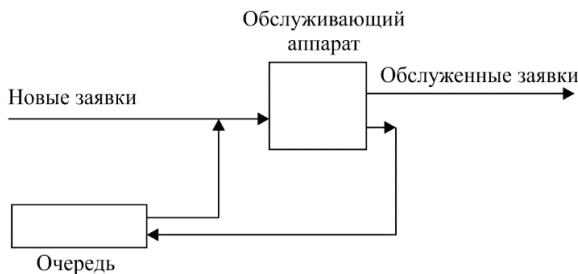 Обслуживающий
аппарат
Обслуженные заявки
Новые заявки
Очередь